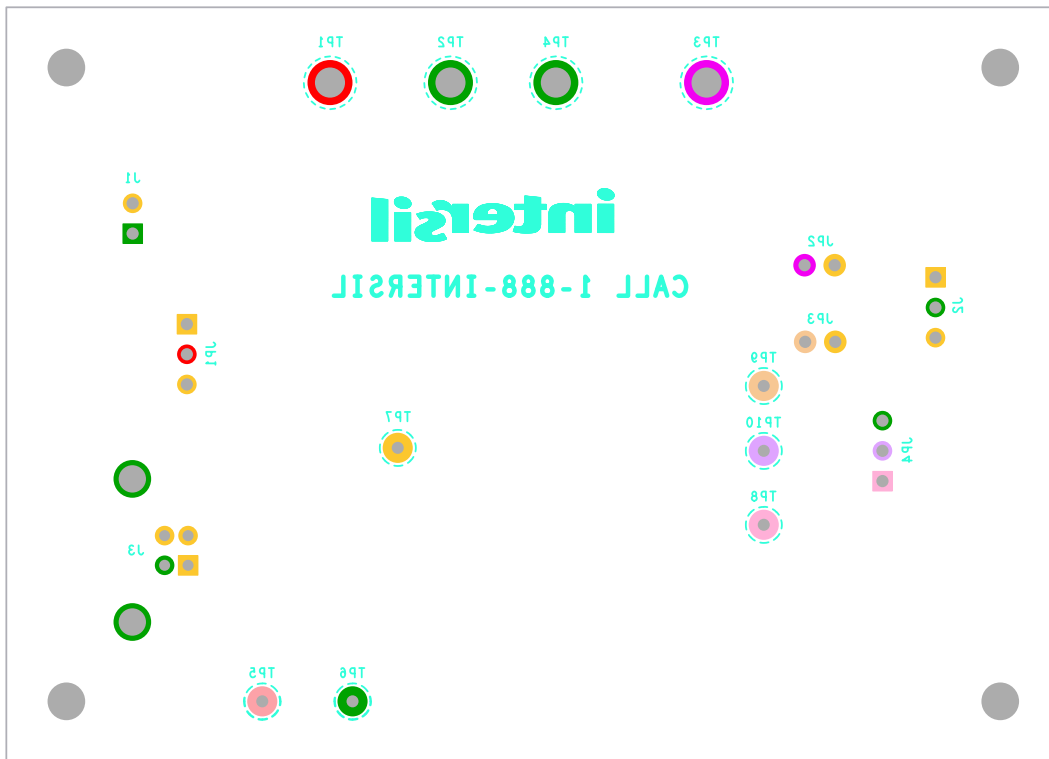 TP1
TP2
TP4
TP3
J1
intersil
JP2
CALL 1-888-INTERSIL
J2
JP3
JP1
TP9
TP7
TP10
JP4
TP8
J3
TP5
TP6